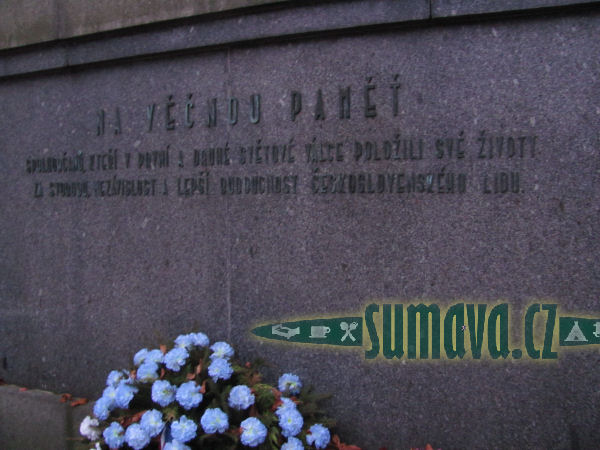 NA VĚČNOU PAMĚŤ
SPOLUOBČANŮ, KTEŘÍ V PRVNÍ A DRUHÉ SVĚTOVÉ VÁLCE POLOŽILI SVÉ ŽIVOTY
ZA SVOBODU, NEZÁVISLOST A LEPŠÍ BUDOUCNOST ČESKOSLOVENSKÉHO LIDU.
sumava.cz